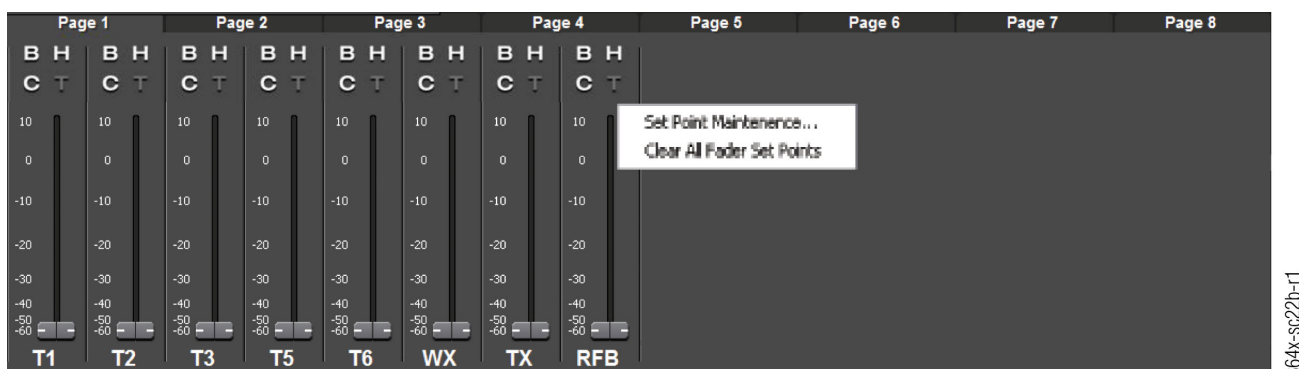 Page 1 Page 2 Page 3 Page 4 Page 5 Page 6 Page 7 Page 8
B H B H B H B H B H B H B H B H
C T C T C T C T C T C T C T C T
10 10 10 10 10 10 10 10 Set Point Maintenence...
0 0 0 0 0 0 0 0 Clear All Fader Set Points
-10 -10 -10 -10 -10 -10 -10 -10
-20 -20 -20 -20 -20 -20 -20 -20
-30 -30 -30 -30 -30 -30 -30 -30
-40 -40 -40 -40 -40 -40 -40 -40
-50 -50 -50 -50 -50 -50 -50 -50
-60 -60 -60 -60 -60 -60 -60 -60
T1 T2 T3 T5 T6 WX TX RFB
64x-sc22b-r1